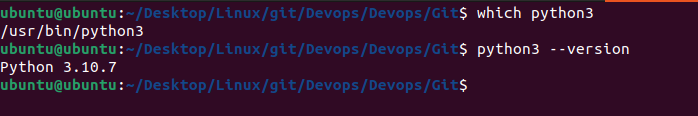 ubuntu@ubuntu:~/Desktop/Linux/git/Devops/Devops/Git$ which python3
/usr/bin/python3
ubuntu@ubuntu:~/Desktop/Linux/git/Devops/Devops/Git$ python3 --version
Python 3.10.7
ubuntu@ubuntu:~/Desktop/Linux/git/Devops/Devops/Git$